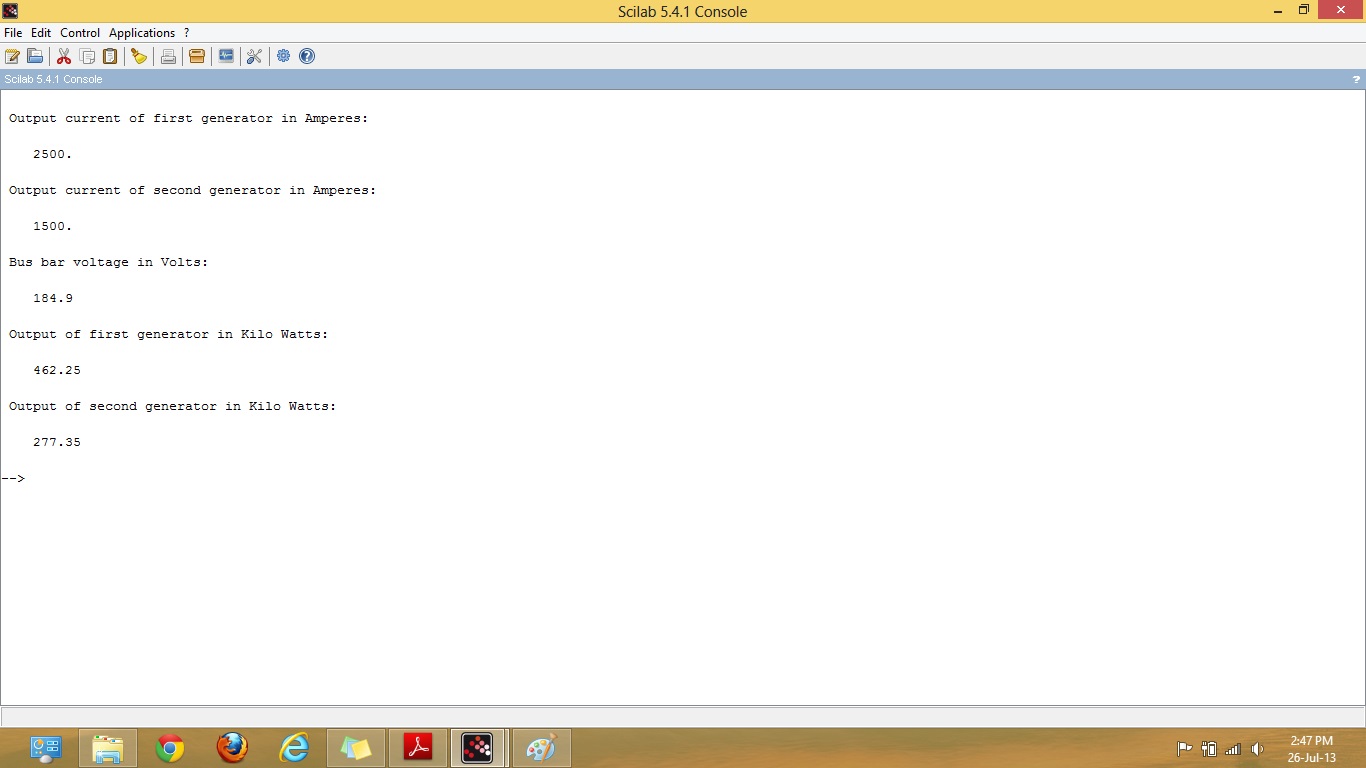 Scilab 5.4.1 Console
File Edit Control Applications ?
Scilab 5.4.1 Console ?
Output current of first generator in Amperes:
2500.
Output current of second generator in Amperes:
1500.
Bus bar voltage in Volts:
184.9
Output of first generator in Kilo Watts:
462.25
Output of second generator in Kilo Watts:
277.35
-->
2:47 PM
26-Jul-13